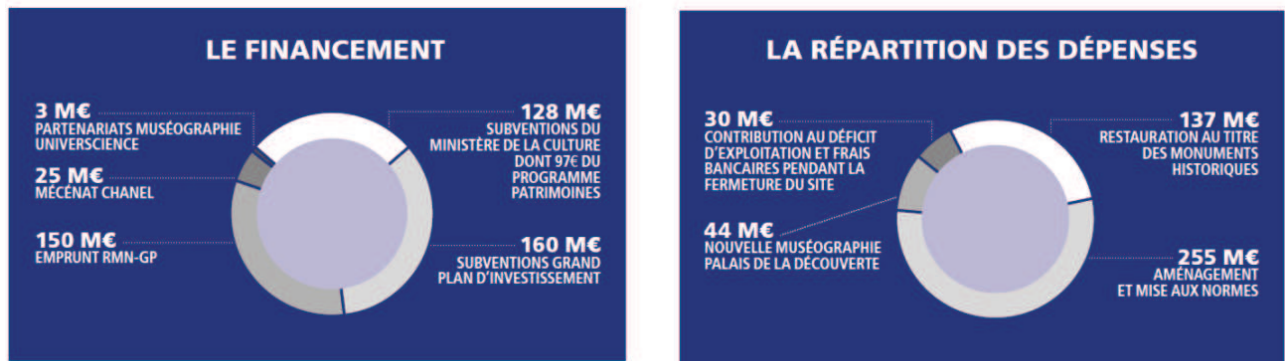 LE FINANCEMENT
3 M€
PARTENARIATS MUSÉOGRAPHIE
UNIVERSCIENCE
25 M€
MÉCÉNAT CHANEL
150 M€
EMPRUNT RMN-GP
128 M€
SUBVENTIONS DU
MINISTÈRE DE LA CULTURE
DONT 97€ DU
PROGRAMME
PATRIMOINES
160 M€
SUBVENTIONS GRAND
PLAN D'INVESTISSEMENT
LA RÉPARTITION DES DÉPENSES
30 M€
CONTRIBUTION AU DÉFICIT
D'EXPLOITATION ET FRAIS
BANCAIRES PENDANT LA
FERMETURE DU SITE
44 M€
NOUVELLE MUSÉOGRAPHIE
PALAIS DE LA DÉCOUVERTE
137 M€
RESTAURATION AU TITRE
DES MONUMENTS
HISTORIQUES
255 M€
AMÉNAGEMENT
ET MISE AUX NORMES